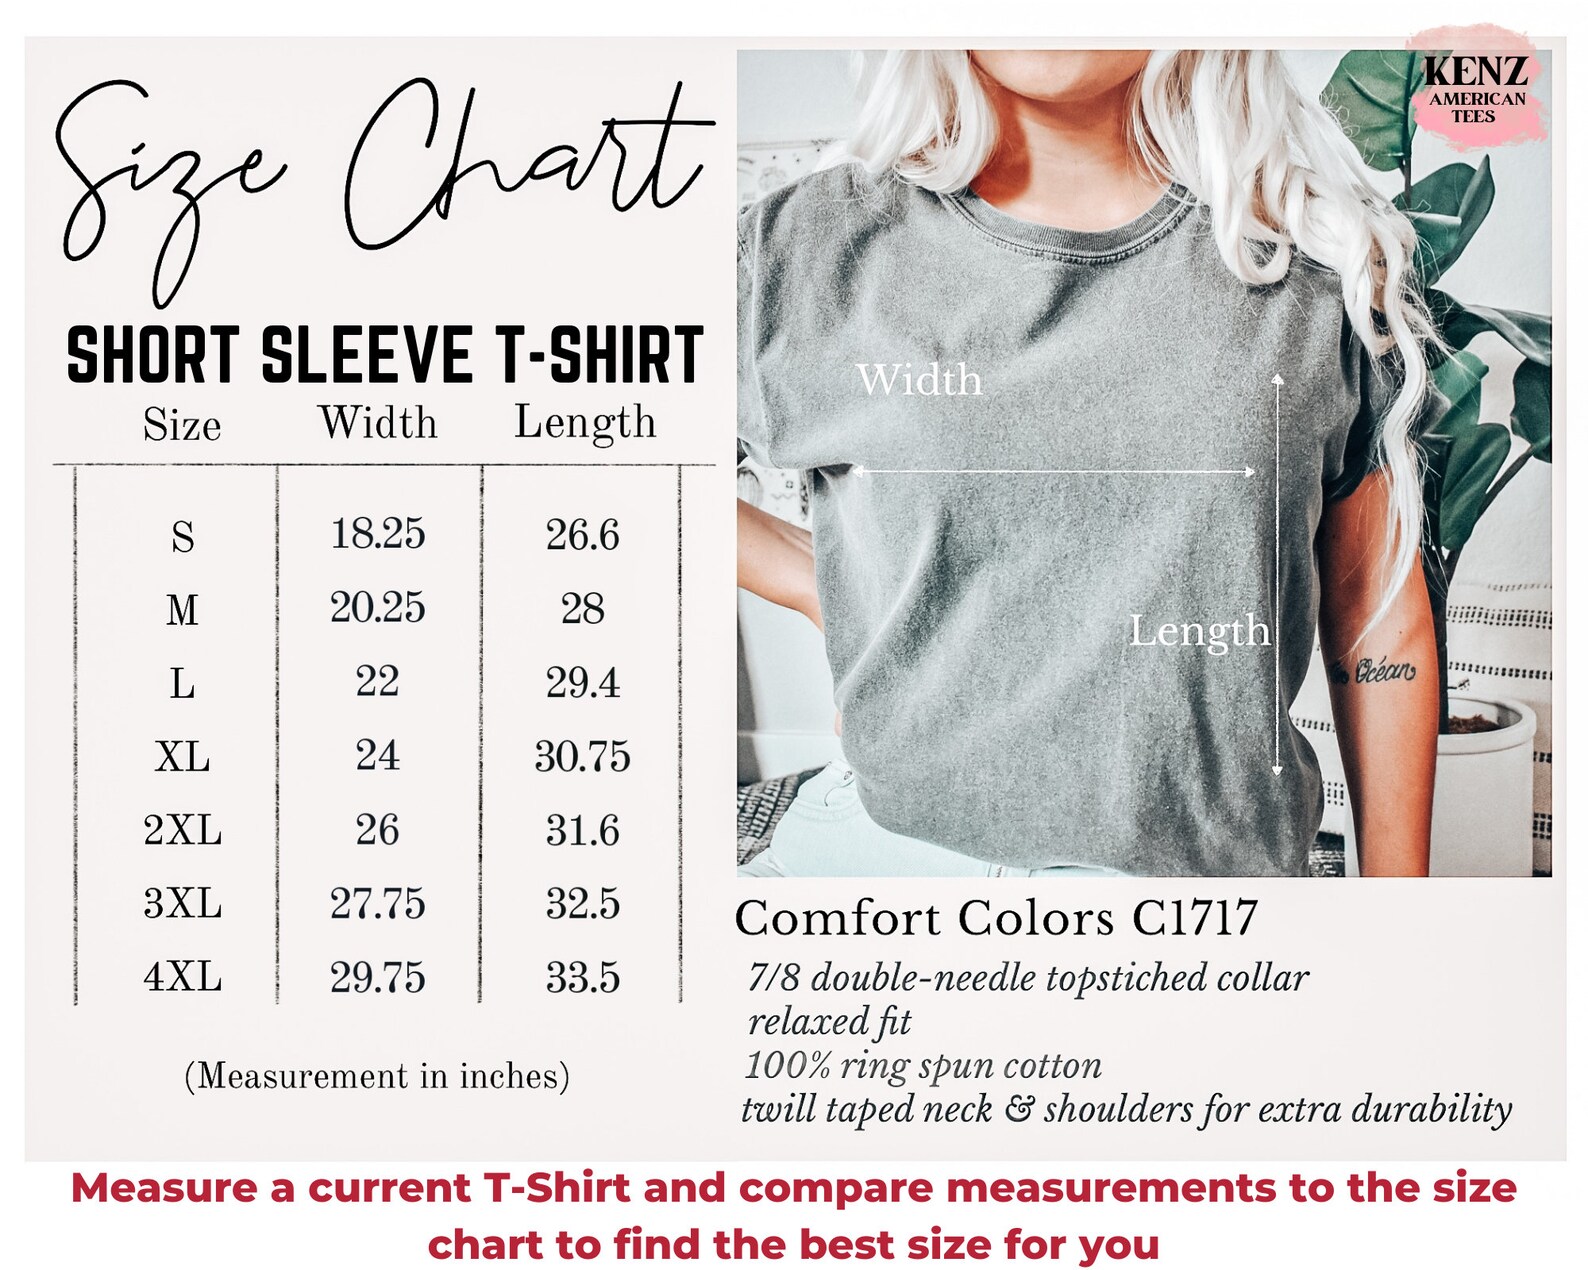 Size Chart
SHORT SLEEVE T-SHIRT
Size Width Length
S 18.25 26.6
M 20.25 28
L 22 29.4
XL 24 30.75
2XL 26 31.6
3XL 27.75 32.5
4XL 29.75 33.5
(Measurement in inches)
KENZ
AMERICAN
TEES
Width
Length
Océan
Comfort Colors C1717
7/8 double-needle topstiched collar
relaxed fit
100% ring spun cotton
twill taped neck & shoulders for extra durability
Measure a current T-Shirt and compare measurements to the size
chart to find the best size for you